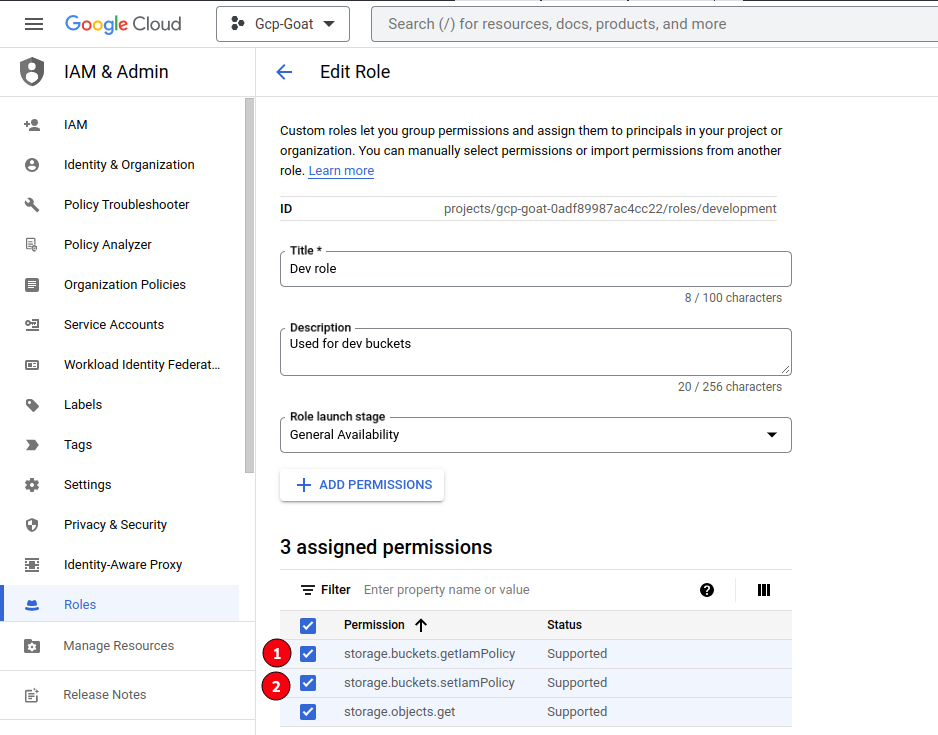 Google Cloud
Gcp-Goat
Search (/) for resources, docs, products, and more
IAM & Admin
Edit Role
IAM
Identity & Organization
Policy Troubleshooter
Policy Analyzer
Organization Policies
Service Accounts
Workload Identity Federat...
Labels
Tags
Settings
Privacy & Security
Identity-Aware Proxy
Roles
Manage Resources
Release Notes
Custom roles let you group permissions and assign them to principals in your project or
organization. You can manually select permissions or import permissions from another
role. Learn more
ID projects/gcp-goat-0adf89987ac4cc22/roles/development
Title *
Dev role
8 / 100 characters
Description
Used for dev buckets
20 / 256 characters
Role launch stage
General Availability
ADD PERMISSIONS
3 assigned permissions
Filter Enter property name or value
Permission Status
1 storage.buckets.getIamPolicy Supported
2 storage.buckets.setIamPolicy Supported
storage.objects.get Supported